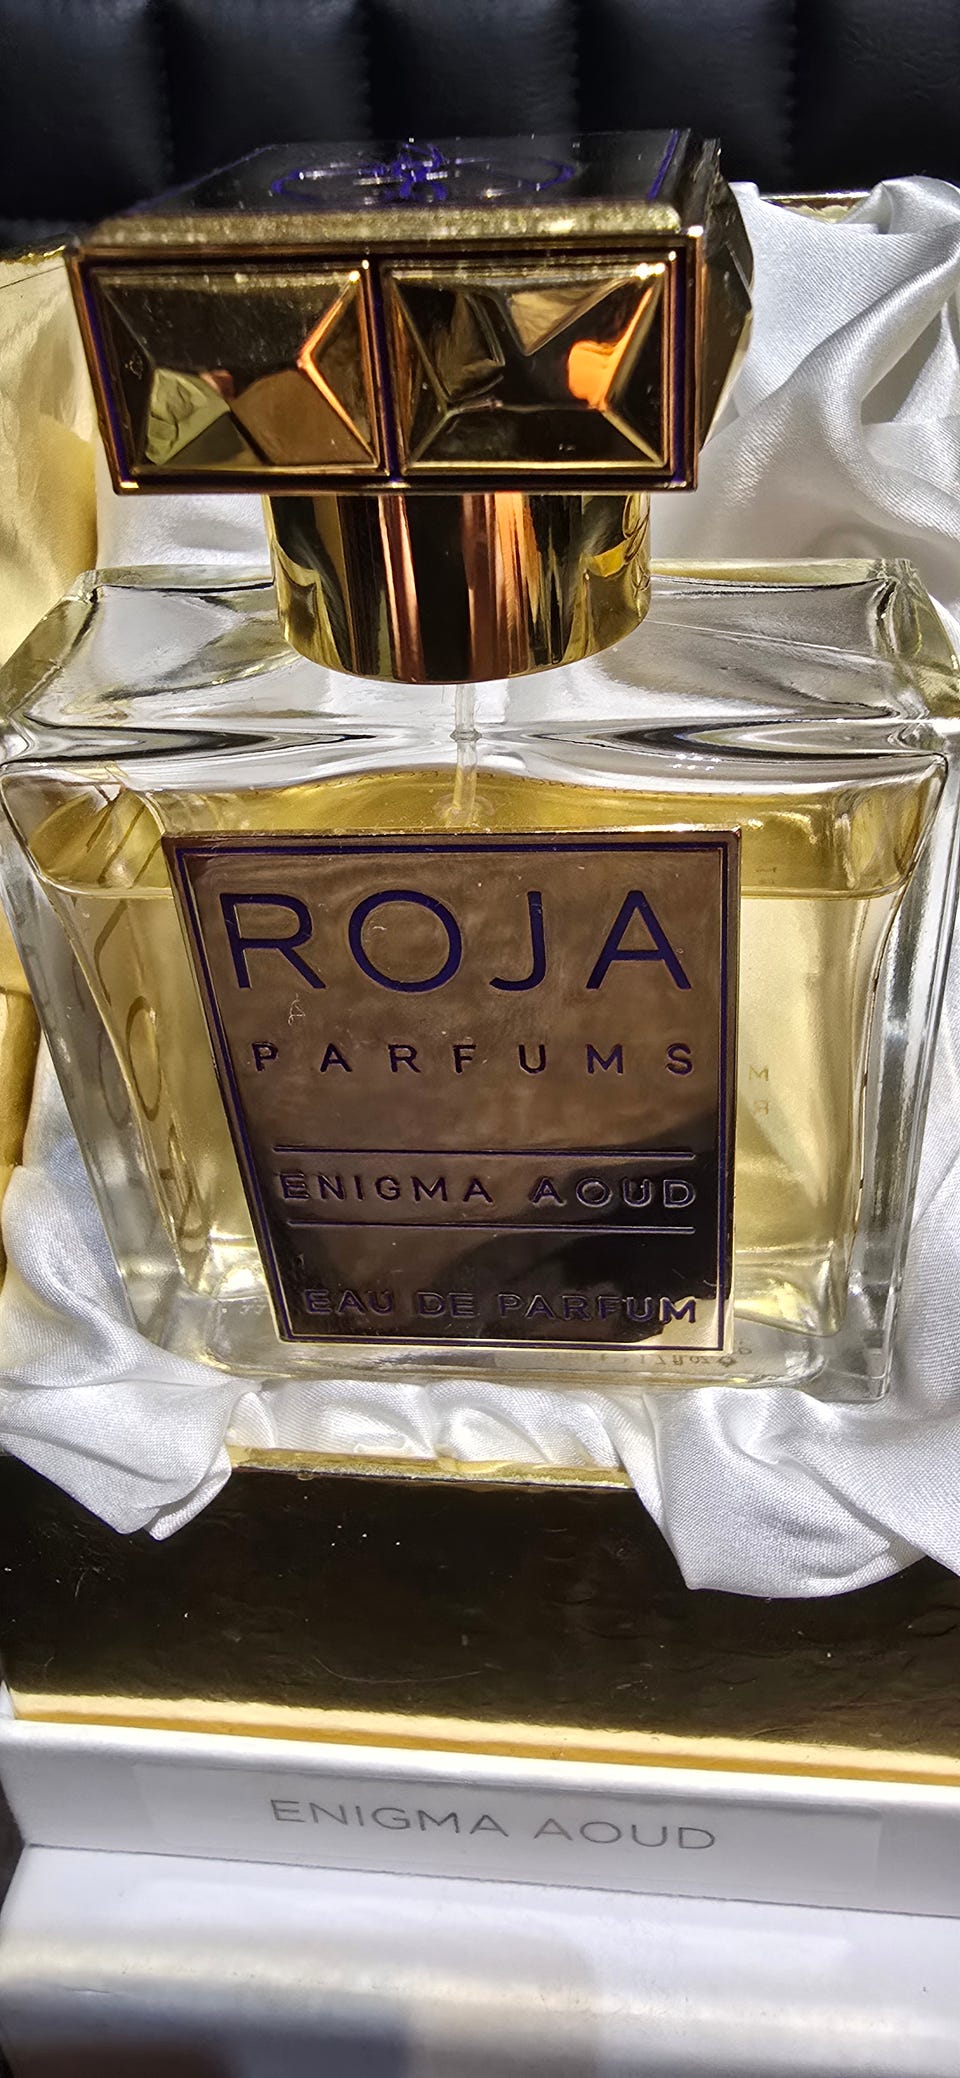 ROJA
PARFUMS
ENIGMA AOUD
EAU DE PARFUM
ENIGMA AOUD